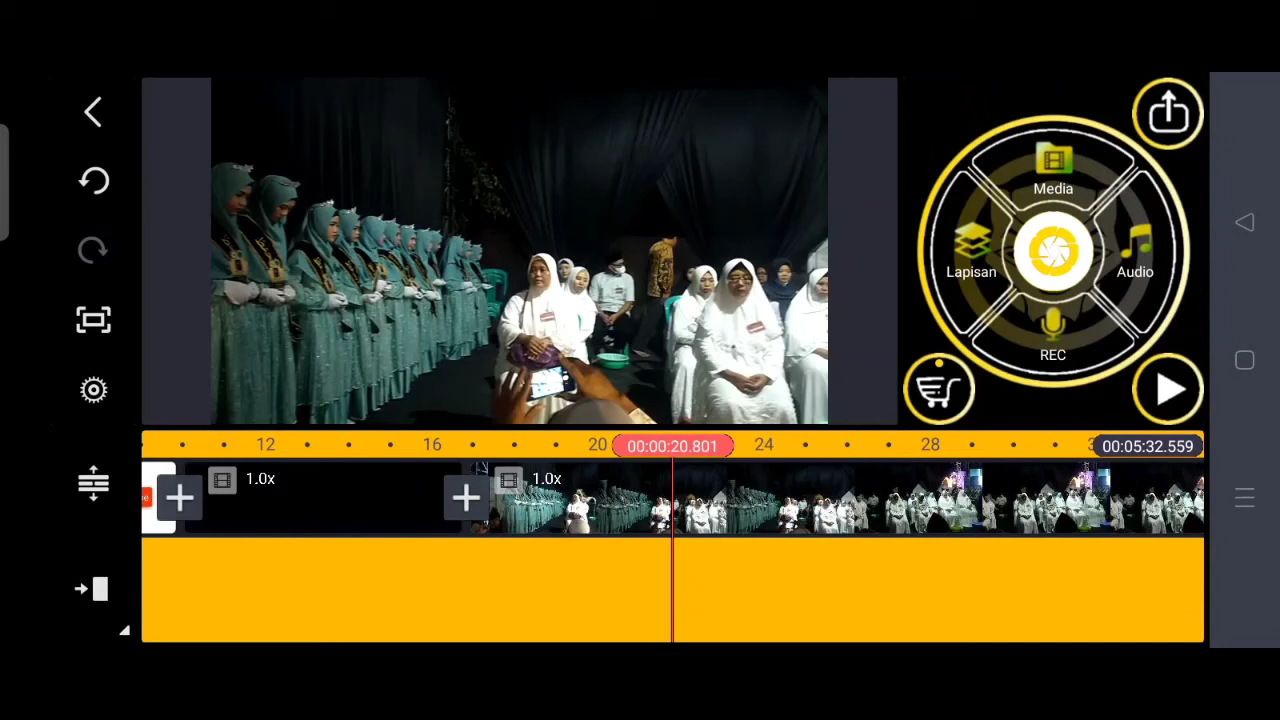 Media
Lapisan
Audio
REC
12
16
20
00:00:20.801
24
28
00:05:32.559
1.0x
1.0x